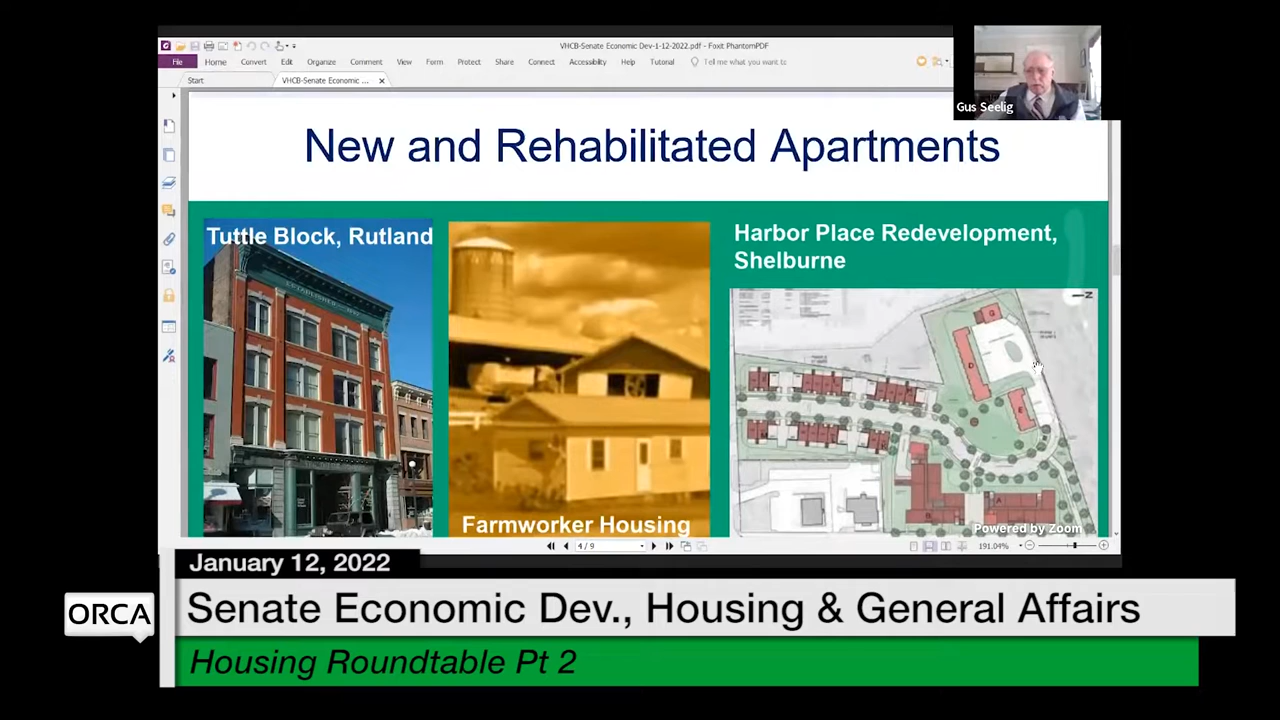 VHCB-Senate Economic Dev-1-12-2022.pdf - Foxit PhantomPDF
File Home Convert Edit Organize Comment View Form Protect Share Connect Accessibility Help Tutorial Tell me what you want to
Start VHCB-Senate Economic ...
Gus Seelig
New and Rehabilitated Apartments
Tuttle Block, Rutland
ESTABLISHED
Farmworker Housing
Harbor Place Redevelopment,
Shelburne
N
G
D
E
A
Powered by Zoom
4 / 9
191.04%
January 12, 2022
ORCA
Senate Economic Dev., Housing & General Affairs
Housing Roundtable Pt 2